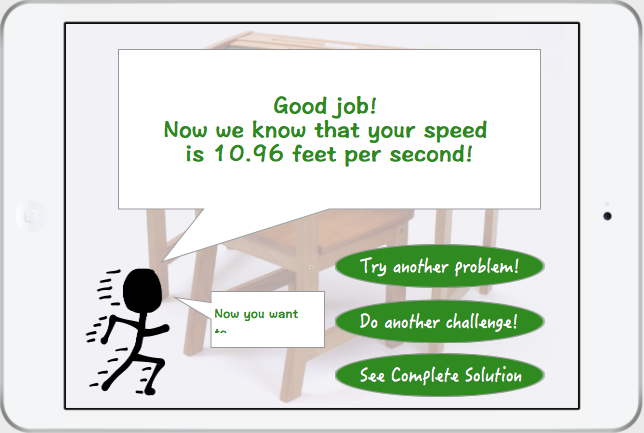 Good job!
Now we know that your speed
is 10.96 feet per second!
Try another problem!
Now you want
to
Do another challenge!
See Complete Solution